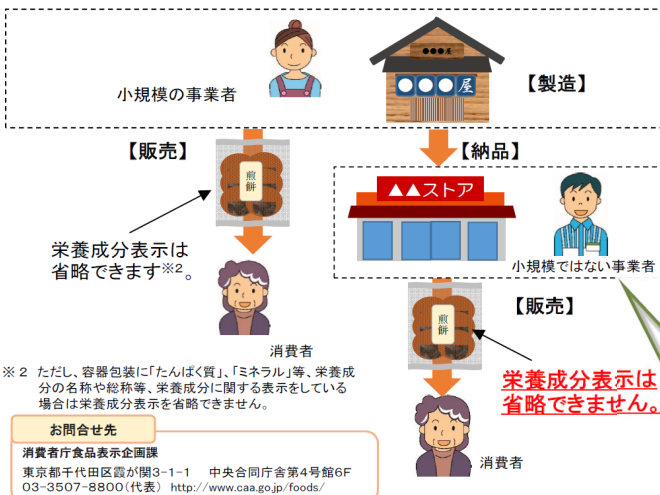 小規模の事業者
●●●屋
●●●屋
【製造】
【販売】
【納品】
煎餅
▲▲ストア
栄養成分表示は
省略できます※2。
小規模ではない事業者
【販売】
煎餅
消費者
※2 ただし、容器包装に「たんぱく質」、「ミネラル」等、栄養成
分の名称や総称等、栄養成分に関する表示をしている
場合は栄養成分表示を省略できません。
栄養成分表示は
省略できません。
お問合せ先
消費者庁食品表示企画課
東京都千代田区霞が関3-1-1 中央合同庁舎第4号館6F
03-3507-8800(代表) http://www.caa.go.jp/foods/
消費者